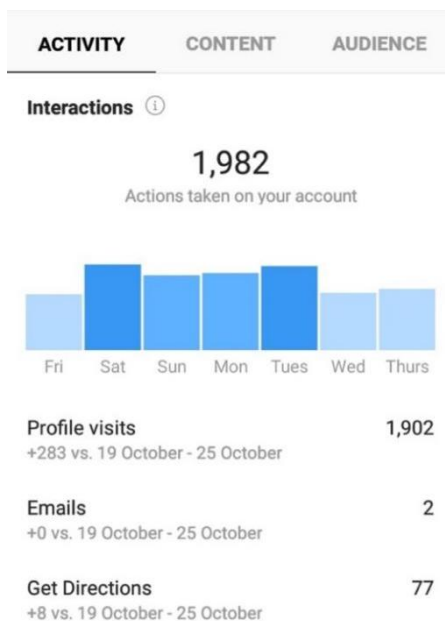 ACTIVITY CONTENT AUDIENCE
Interactions
1,982
Actions taken on your account
Fri Sat Sun Mon Tues Wed Thurs
Profile visits 1,902
+283 vs. 19 October - 25 October
Emails 2
+0 vs. 19 October - 25 October
Get Directions 77
+8 vs. 19 October - 25 October